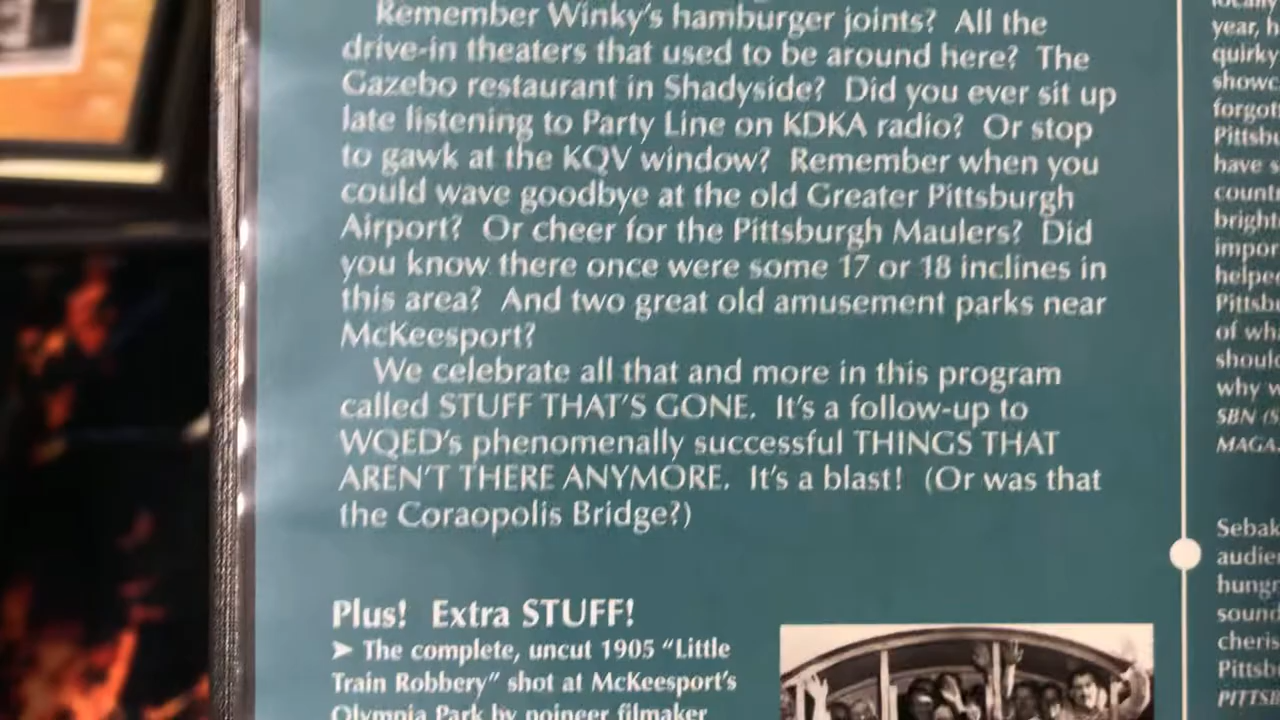 Remember Winky's hamburger joints? All the
drive-in theaters that used to be around here? The
Gazebo restaurant in Shadyside? Did you ever sit up
late listening to Party Line on KDKA radio? Or stop
to gawk at the KQV window? Remember when you
could wave goodbye at the old Greater Pittsburgh
Airport? Or cheer for the Pittsburgh Maulers? Did
you know there once were some 17 or 18 inclines in
this area? And two great old amusement parks near
McKeesport?
We celebrate all that and more in this program
called STUFF THAT'S GONE. It's a follow-up to
WQED's phenomenally successful THINGS THAT
AREN'T THERE ANYMORE. It's a blast! (Or was that
the Coraopolis Bridge?)
Plus! Extra STUFF!
➤ The complete, uncut 1905 "Little
Train Robbery" shot at McKeesport's
Olympia Park by poineer filmaker
year, h
quirky
showc
forgot
Pittsbu
have s
count
bright
impor
helpe
Pittsb
of wh
should
why w
SBN (S
MAGA
Sebak
audie
hungr
sound
cheris
Pittsb
PITTS